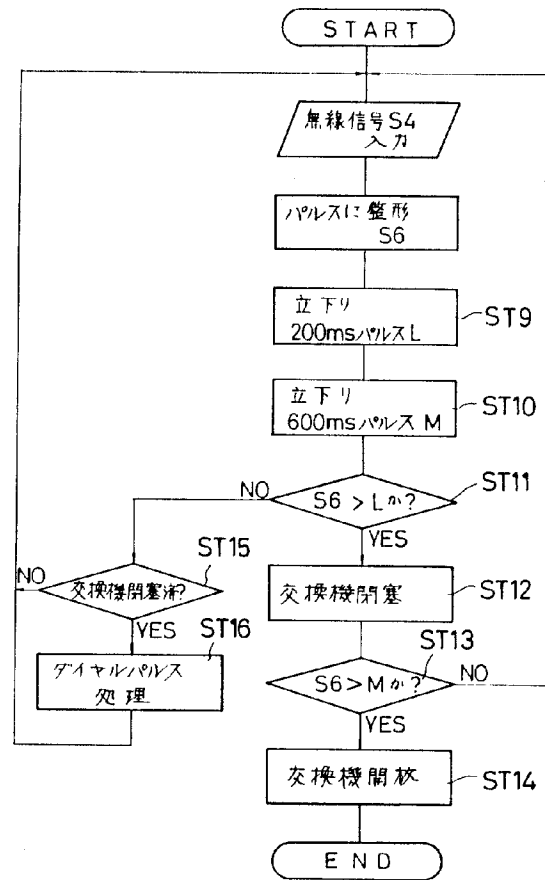 START
無線信号S4
入力
パルスに整形
S6
立下り
200msパルスL
ST9
立下り
600msパルスM
ST10
S6>Lか?
ST11
NO
YES
交換機閉塞済?
ST15
NO
YES
交換機閉塞
ST12
ダイヤルパルス
処理
ST16
S6>Mか?
ST13
NO
YES
交換機開放
ST14
END